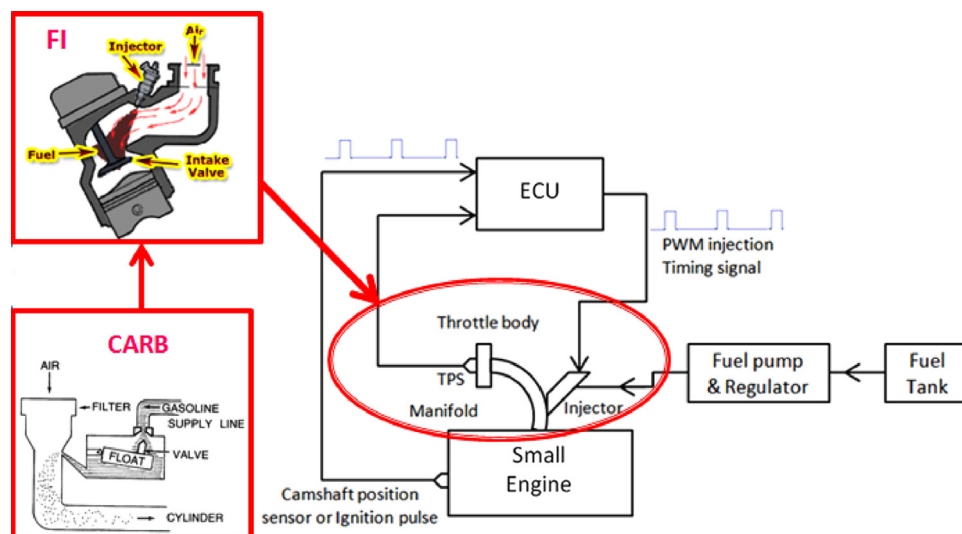 FI
Injector
Air
Fuel
Intake
Valve
CARB
AIR
FILTER
GASOLINE
SUPPLY LINE
VALVE
FLOAT
CYLINDER
ECU
PWM injection
Timing signal
Throttle body
TPS
Manifold
Injector
Fuel pump
& Regulator
Fuel
Tank
Small
Engine
Camshaft position
sensor or Ignition pulse